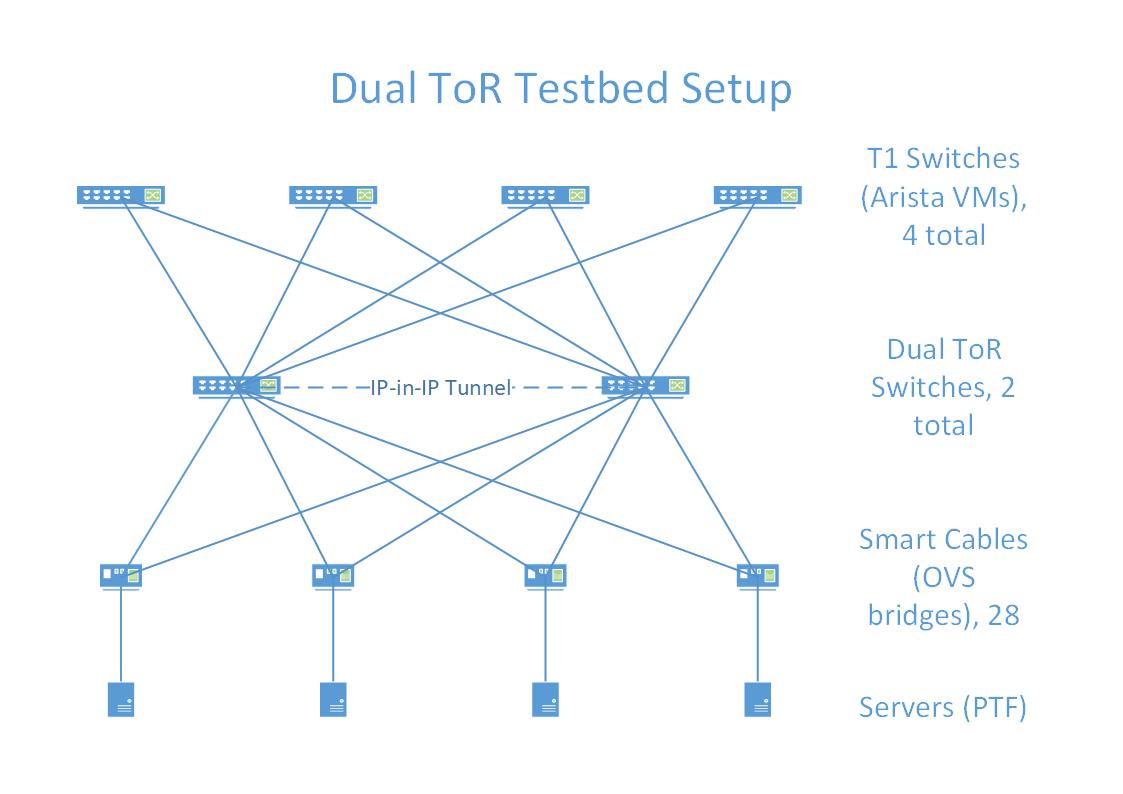 Dual ToR Testbed Setup
T1 Switches
(Arista VMs),
4 total
IP-in-IP Tunnel
Dual ToR
Switches, 2
total
Smart Cables
(OVS
bridges), 28
Servers (PTF)